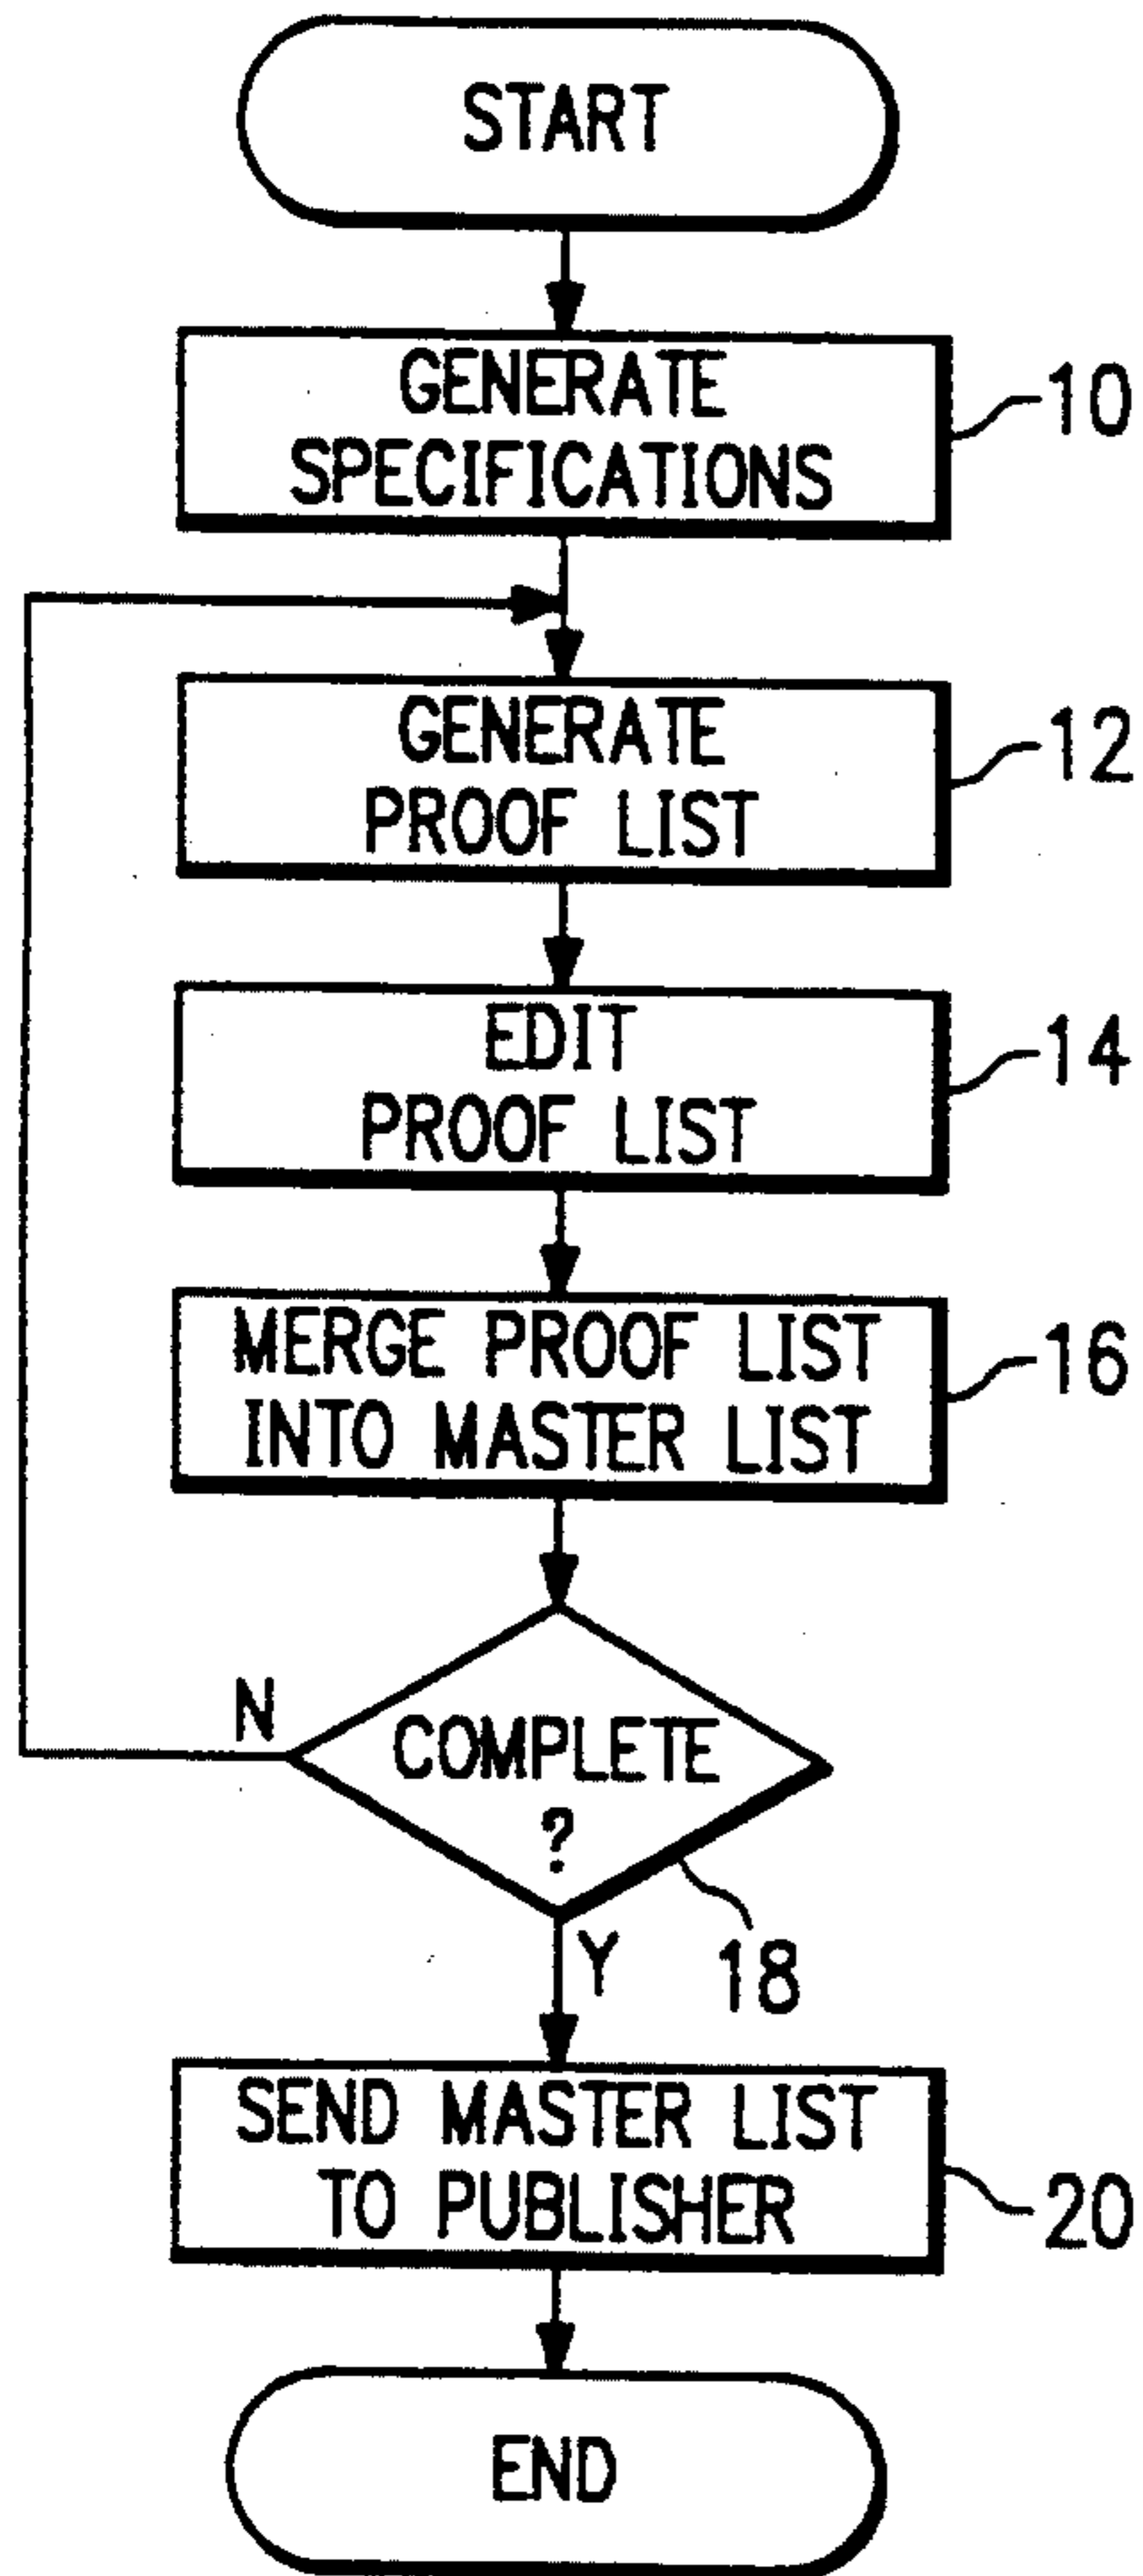 START
GENERATE
SPECIFICATIONS
10
GENERATE
PROOF LIST
12
EDIT
PROOF LIST
14
MERGE PROOF LIST
INTO MASTER LIST
16
N
COMPLETE
?
Y
18
SEND MASTER LIST
TO PUBLISHER
20
END